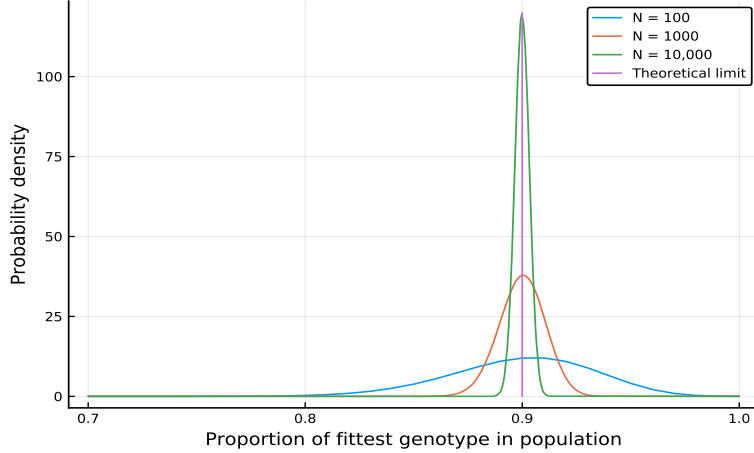 N = 100
N = 1000
N = 10,000
Theoretical limit
Probability density
100
75
50
25
0
0.7
0.8
0.9
1.0
Proportion of fittest genotype in population